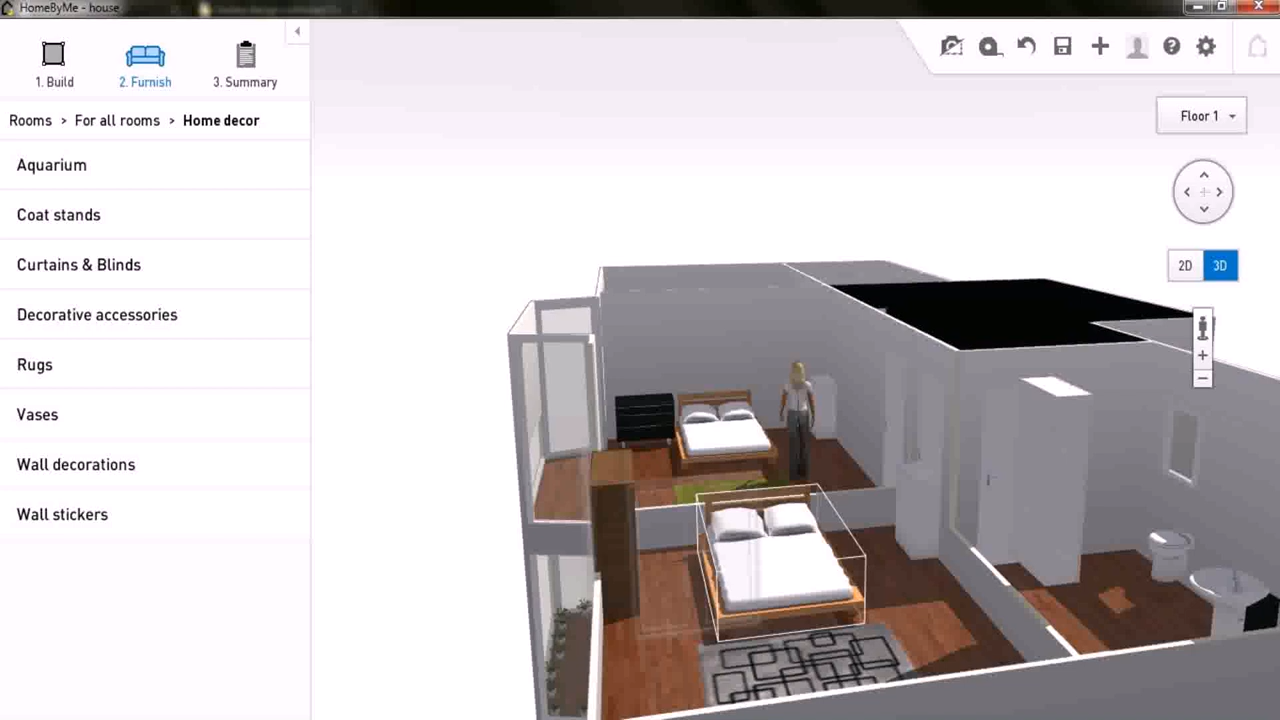 HomeByMe - house
1. Build
2. Furnish
3. Summary
Rooms > For all rooms > Home decor
Aquarium
Coat stands
Curtains & Blinds
Decorative accessories
Rugs
Vases
Wall decorations
Wall stickers
Floor 1
2D
3D